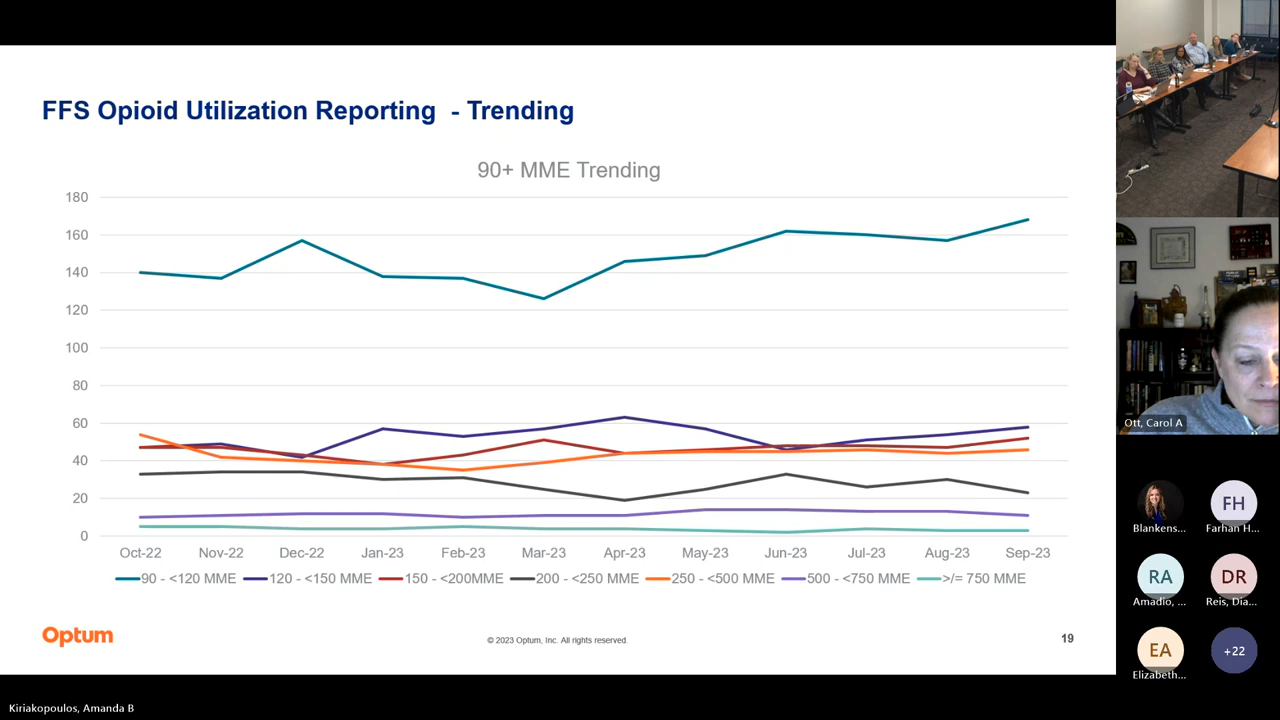 FFS Opioid Utilization Reporting - Trending
90+ MME Trending
180
160
140
120
100
80
60
40
20
0
Oct-22 Nov-22 Dec-22 Jan-23 Feb-23 Mar-23 Apr-23 May-23 Jun-23 Jul-23 Aug-23 Sep-23
90 - <120 MME 120 - <150 MME 150 - <200MME 200 - <250 MME 250 - <500 MME 500 - <750 MME >/= 750 MME
Optum
© 2023 Optum, Inc. All rights reserved.
19
Kiriakopoulos, Amanda B
Ott, Carol A
Blankens...
FH
Farhan H...
RA
Amadio, ...
DR
Reis, Dia...
EA
Elizabeth...
+22